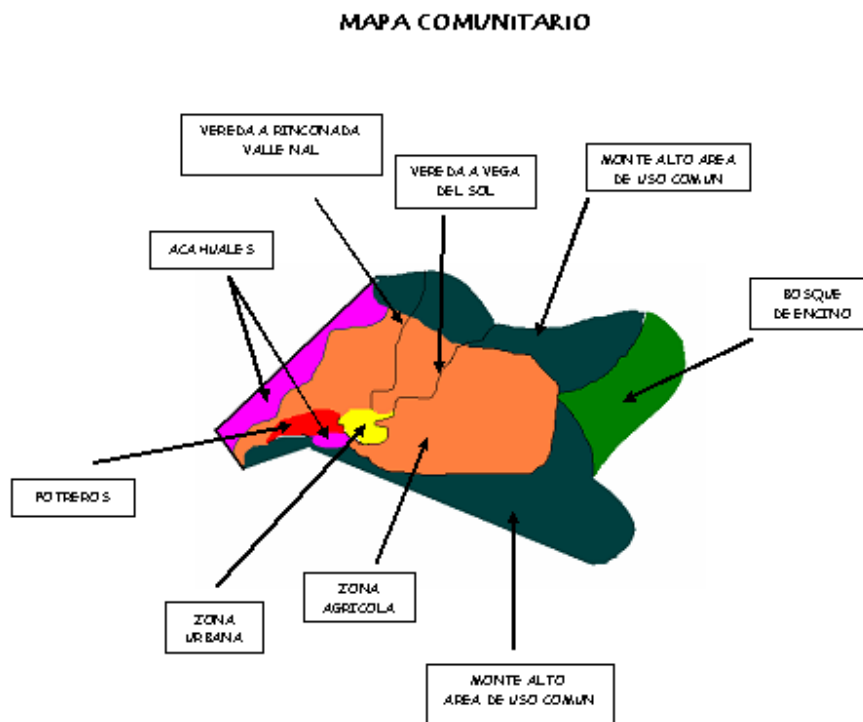 MAPA COMUNITARIO
VEREDA A RINCONADA
VALLE NAL
VEREDA A VEGA
DEL SOL
MONTE ALTO AREA
DE USO COMUN
ACAHUALES
BOSQUE
DE ENCINO
POTREROS
ZONA
AGRICOLA
ZONA
URBANA
MONTE ALTO
AREA DE USO COMUN